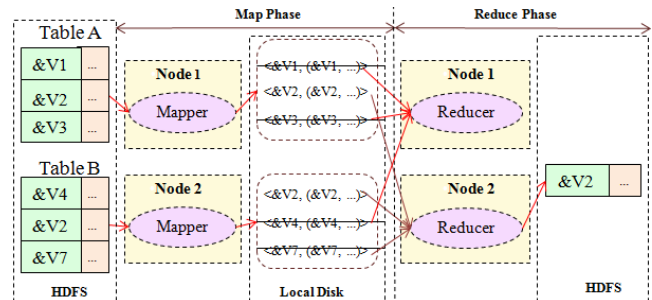 Map Phase
Reduce Phase
Table A
&V1 ...
&V2 ...
&V3 ...
Node 1
Mapper
<&V1, (&V1, ...)>
<&V2, (&V2, ...)>
<&V3, (&V3, ...)>
Node 1
Reducer
Table B
&V4 ...
&V2 ...
&V7 ...
Node 2
Mapper
<&V2, (&V2, ...)>
<&V4, (&V4, ...)>
<&V7, (&V7, ...)>
Node 2
Reducer
&V2 ...
HDFS
Local Disk
HDFS